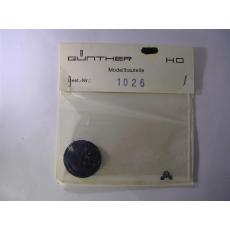 GÜNTHER HO
Modellbauteile
Best.-Nr.: 1026